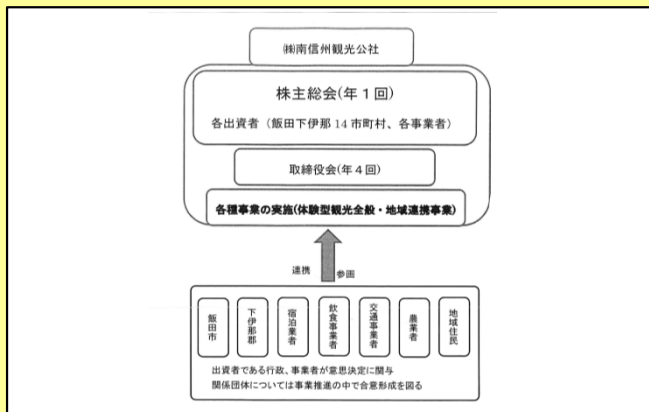 ㈱南信州観光公社
株主総会(年1回)
各出資者（飯田下伊那 14 市町村、各事業者）
取締役会(年4回)
各種事業の実施(体験型観光全般・地域連携事業)
連携
参画
飯田市
下伊那郡
宿泊業者
飲食事業者
交通事業者
農業者
地域住民
出資者である行政、事業者が意思決定に関与
関係団体については事業推進の中で合意形成を図る